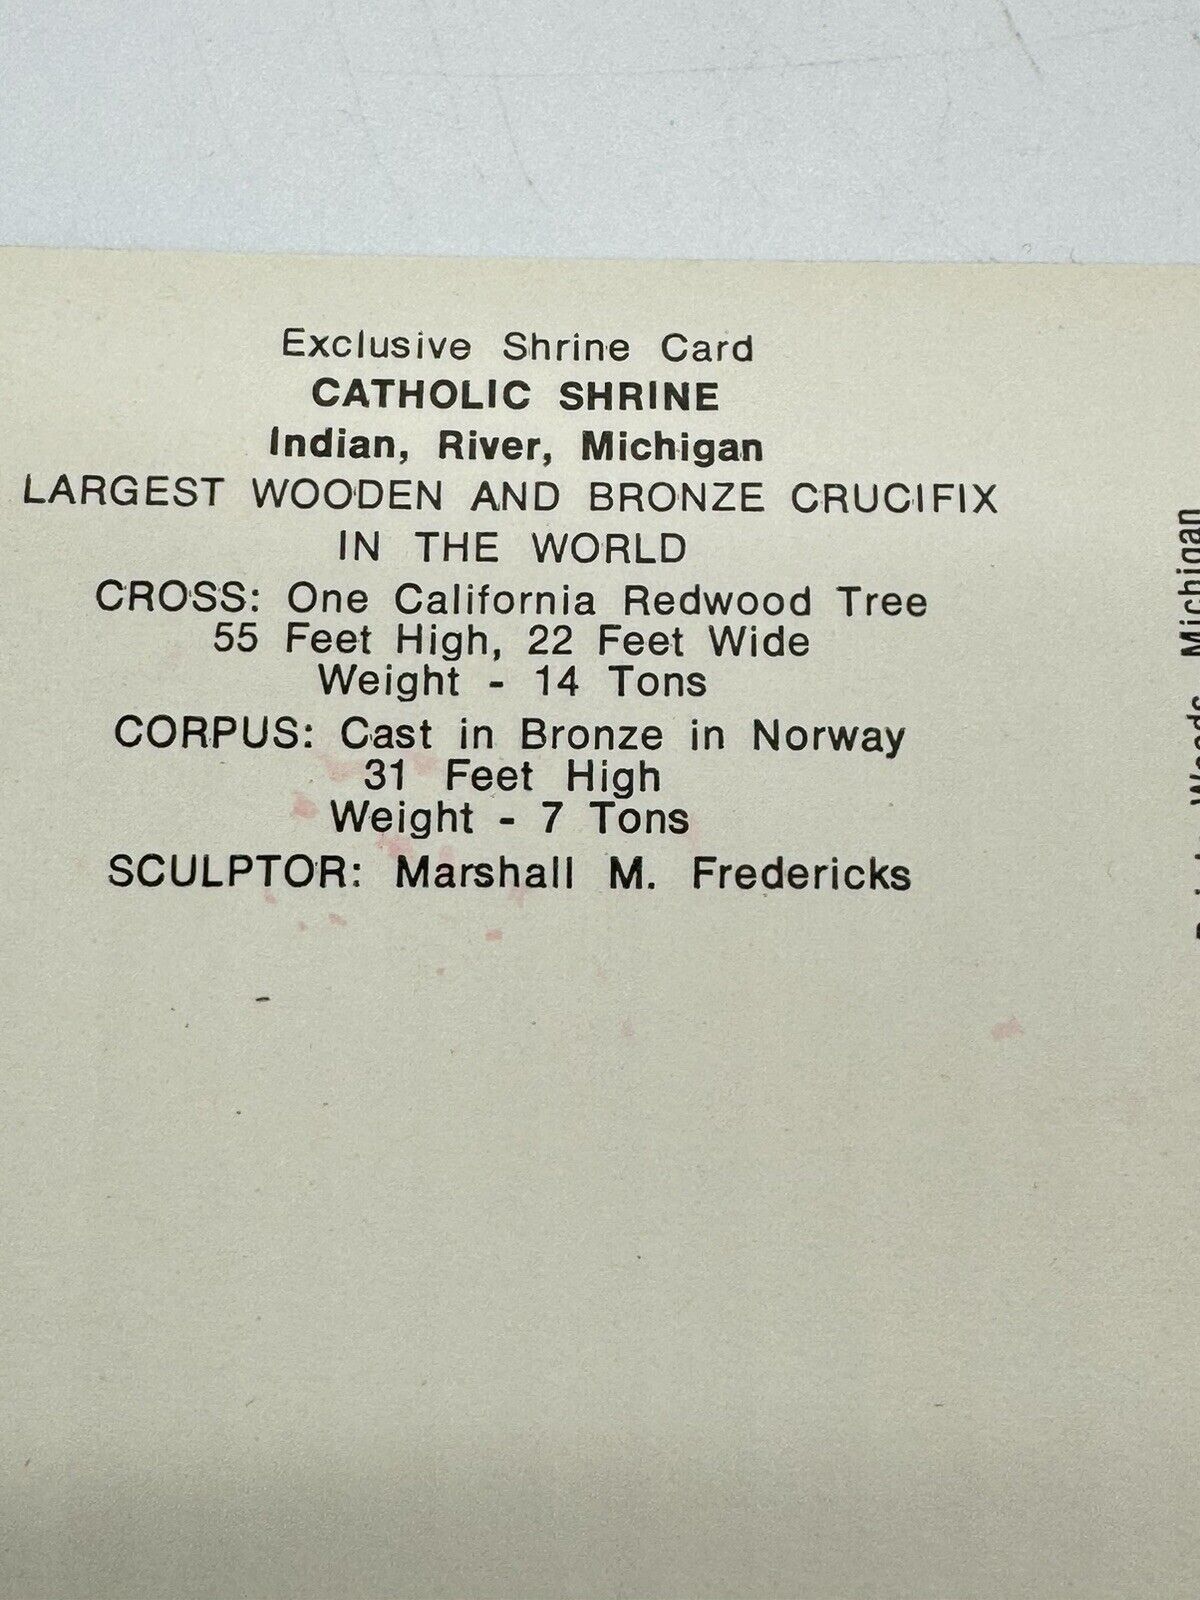 Exclusive Shrine Card
CATHOLIC SHRINE
Indian, River, Michigan
LARGEST WOODEN AND BRONZE CRUCIFIX
IN THE WORLD
CROSS: One California Redwood Tree
55 Feet High, 22 Feet Wide
Weight - 14 Tons
CORPUS: Cast in Bronze in Norway
31 Feet High
Weight - 7 Tons
SCULPTOR: Marshall M. Fredericks
Woods, Michigan